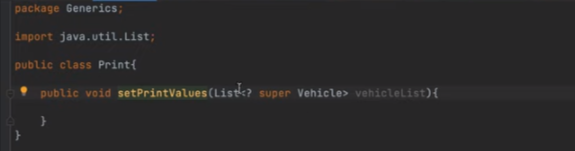 package Generics;
import java.util.List;
public class Print{
public void setPrintValues(List<? super Vehicle> vehicleList){
}
}